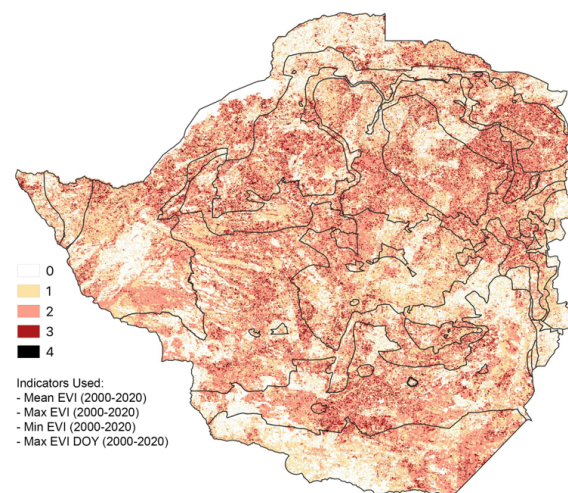 0
1
2
3
4
Indicators Used:
- Mean EVI (2000-2020)
- Max EVI (2000-2020)
- Min EVI (2000-2020)
- Max EVI DOY (2000-2020)